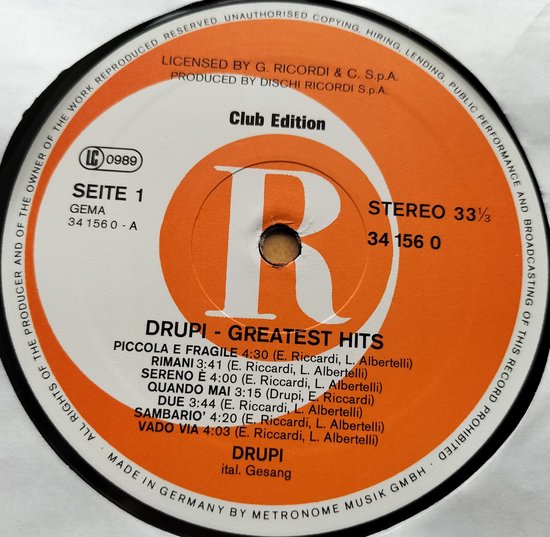 ALL RIGHTS OF THE PRODUCER AND OF THE OWNER OF THE WORK REPRODUCED RESERVED. UNAUTHORISED COPYING, HIRING, LENDING, PUBLIC PERFORMANCE AND BROADCASTING OF THIS RECORD PROHIBITED
LICENSED BY G. RICORDI & C. S.p.A.
PRODUCED BY DISCHI RICORDI S.p.A.
Club Edition
LC 0989
R
SEITE 1
GEMA
34 156 0 - A
STEREO 33 1/3
34 156 0
DRUPI - GREATEST HITS
PICCOLA E FRAGILE 4:30 (E. Riccardi, L. Albertelli)
RIMANI 3:41 (E. Riccardi, L. Albertelli)
SERENO È 4:00 (E. Riccardi, L. Albertelli)
QUANDO MAI 3:15 (Drupi, E. Riccardi)
DUE 3:44 (E. Riccardi, L. Albertelli)
SAMBARIO' 4:20 (E. Riccardi, L. Albertelli)
VADO VIA 4:03 (E. Riccardi, L. Albertelli)
DRUPI
ital. Gesang
MADE IN GERMANY BY METRONOME MUSIK GMBH